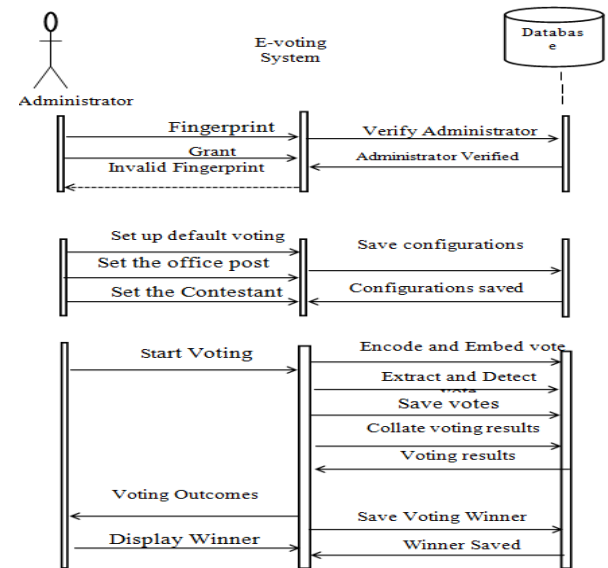 E-voting
System
Databas
e
Administrator
Fingerprint
Verify Administrator
Grant
Administrator Verified
Invalid Fingerprint
Set up default voting
Save configurations
Set the office post
Set the Contestant
Configurations saved
Start Voting
Encode and Embed vote
Extract and Detect
Save votes
Collate voting results
Voting results
Voting Outcomes
Save Voting Winner
Display Winner
Winner Saved